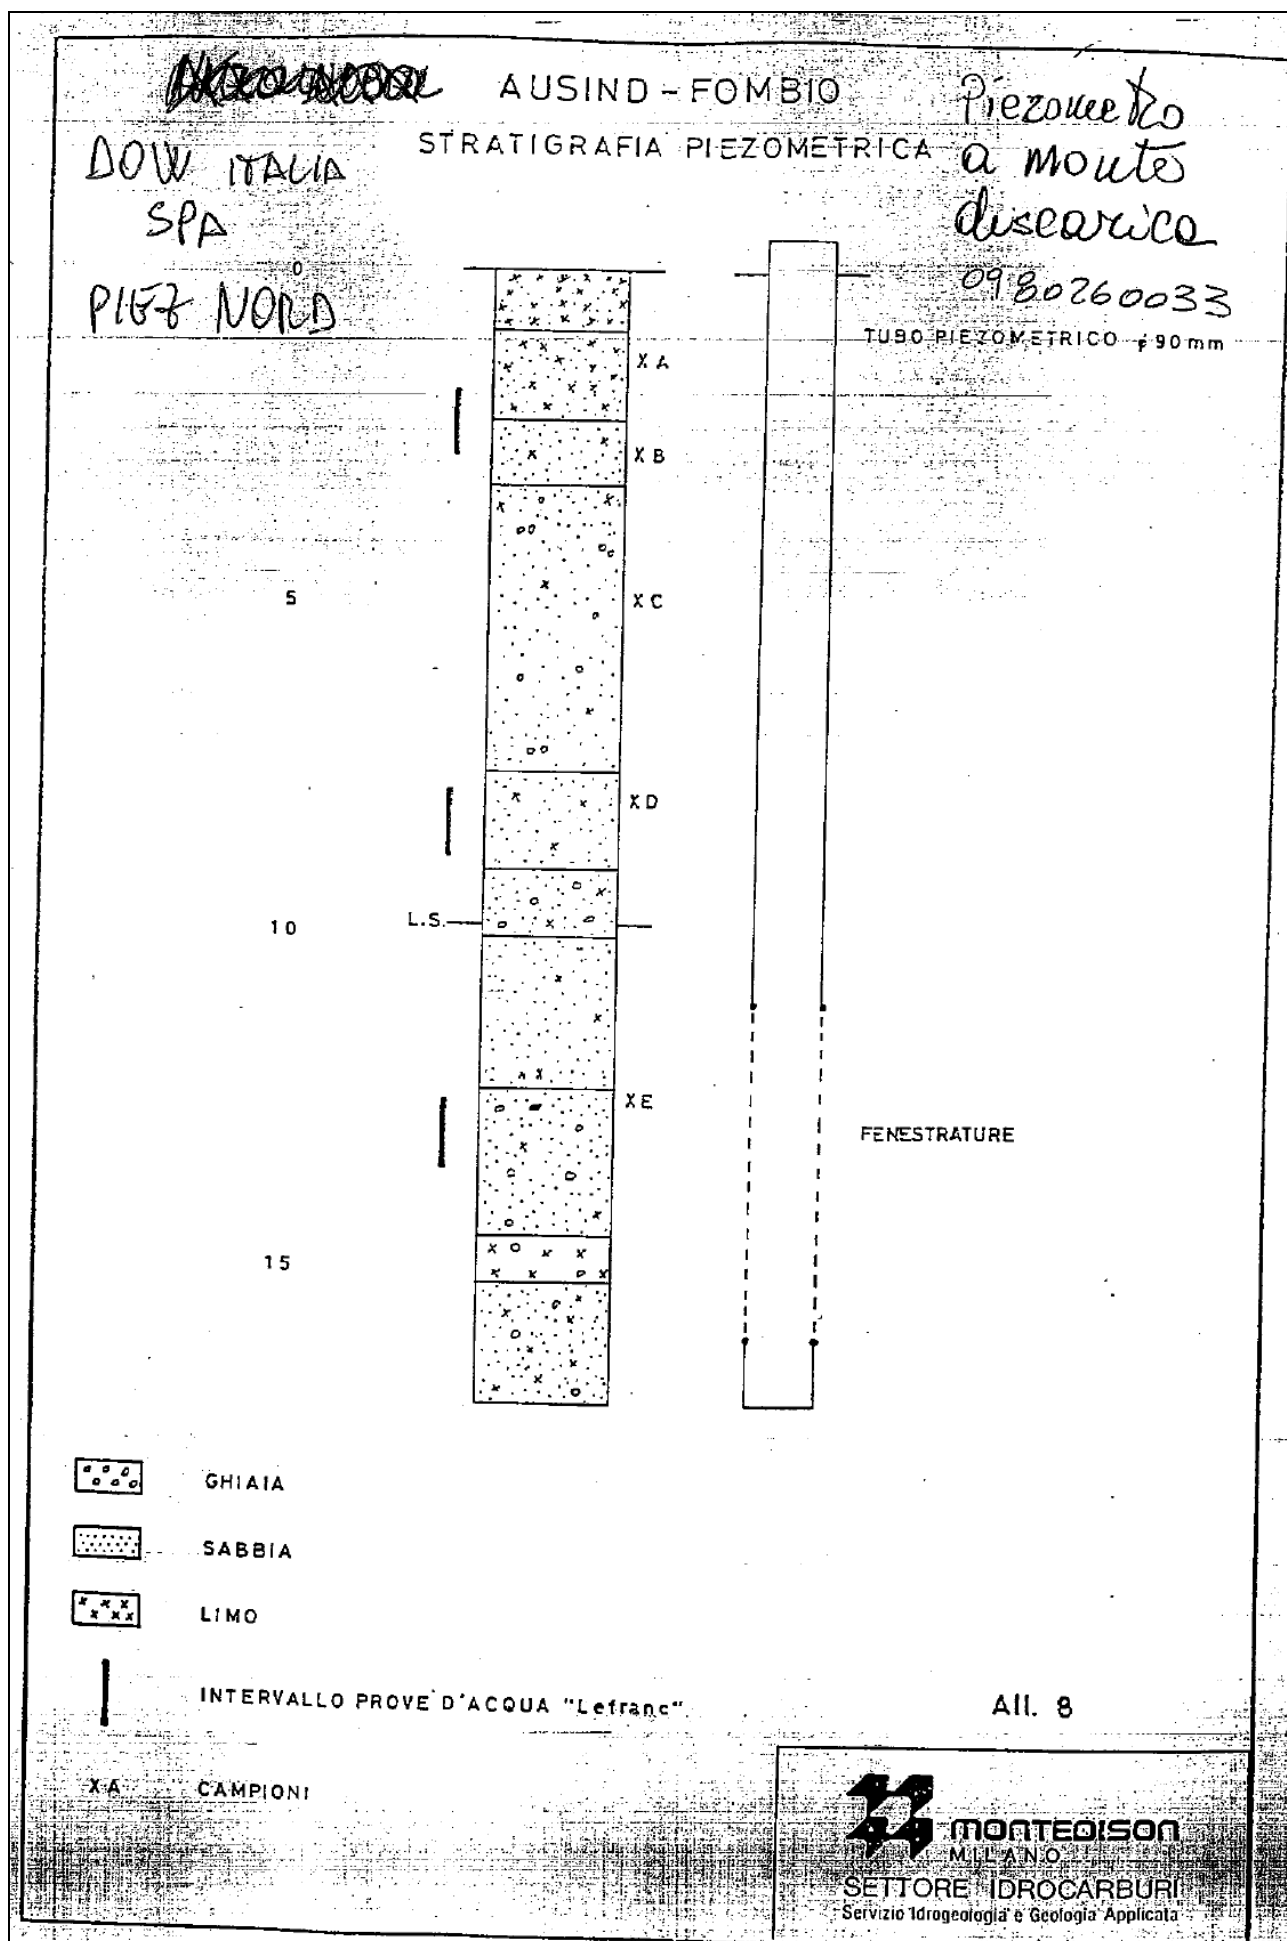 AUSIND - FOMBIO
STRATIGRAFIA PIEZOMETRICA
DOW ITALIA
SPA
PIEZ NORD
Piezometro
a monte
discarica
0980260033
TUBO PIEZOMETRICO ø 90 mm
0
X A
X B
5
X C
X D
10
L.S.
X E
FENESTRATURE
15
GHIAIA
SABBIA
LIMO
INTERVALLO PROVE D'ACQUA "Lefranc"
All. 8
X A
CAMPIONI
MONTEDISON
MILANO
SETTORE IDROCARBURI
Servizio Idrogeologia e Geologia Applicata